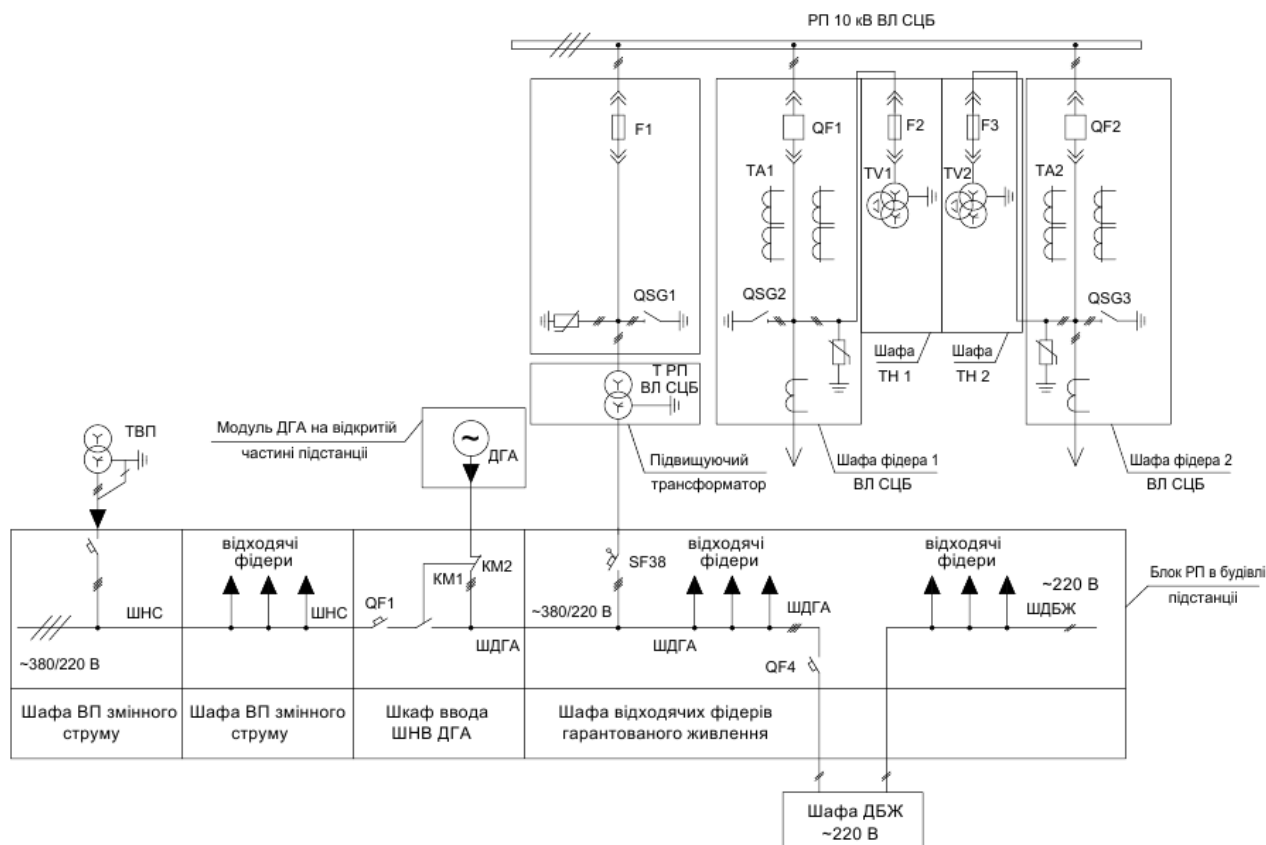 РП 10 кВ ВЛ СЦБ
F1
QF1
F2
F3
QF2
TA1
TV1
TV2
TA2
QSG1
QSG2
QSG3
Шафа
ТН 1
Шафа
ТН 2
Т РП
ВЛ СЦБ
ТВП
Модуль ДГА на відкритій
частині підстанціі
ДГА
Підвищуючий
трансформатор
Шафа фідера 1
ВЛ СЦБ
Шафа фідера 2
ВЛ СЦБ
відходячі
фідери
КМ1
КМ2
SF38
відходячі
фідери
відходячі
фідери
~220 В
Блок РП в будівлі
підстанціі
ШНС
ШНС
QF1
~380/220 В
ШДГА
ШДБЖ
~380/220 В
ШДГА
ШДГА
QF4
Шафа ВП змінного
струму
Шафа ВП змінного
струму
Шкаф ввода
ШНВ ДГА
Шафа відходячих фідерів
гарантованого живлення
Шафа ДБЖ
~220 В